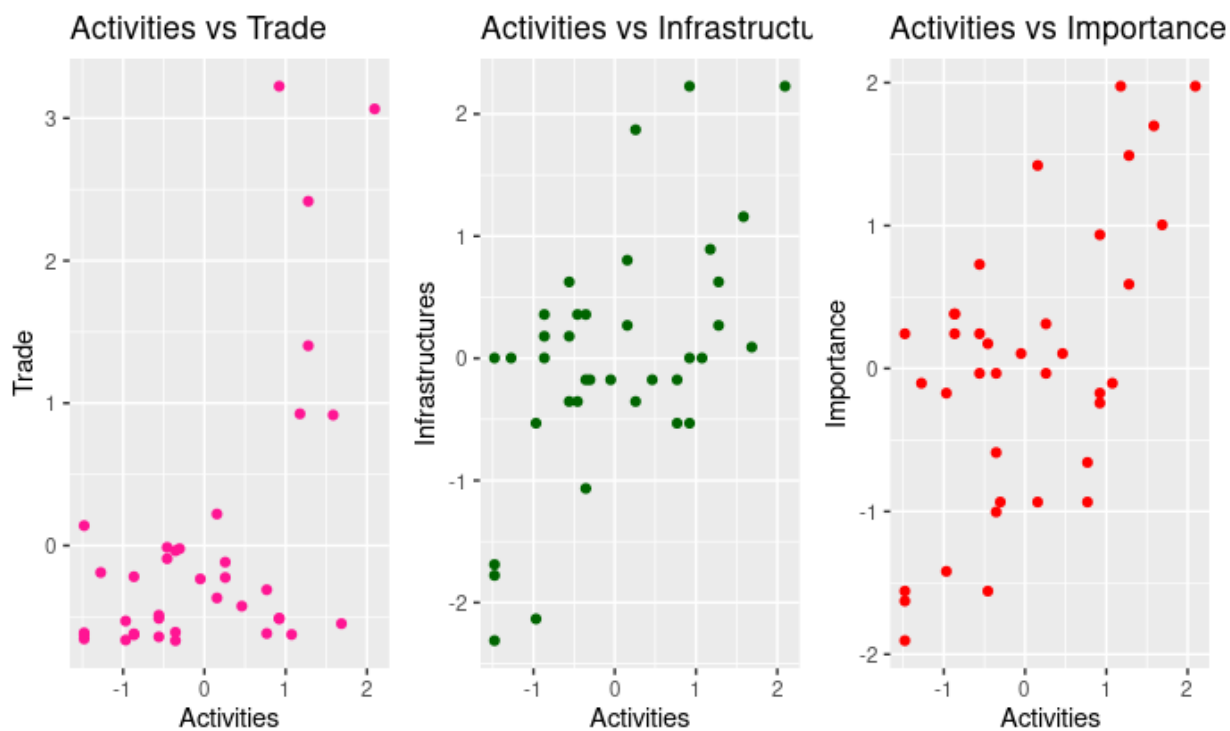 Activities vs Trade
3
2
1
0
Trade
-1 0 1 2
Activities
Activities vs Infrastructu
2
1
0
-1
-2
Infrastructures
-1 0 1 2
Activities
Activities vs Importance
2
1
0
-1
-2
Importance
-1 0 1 2
Activities